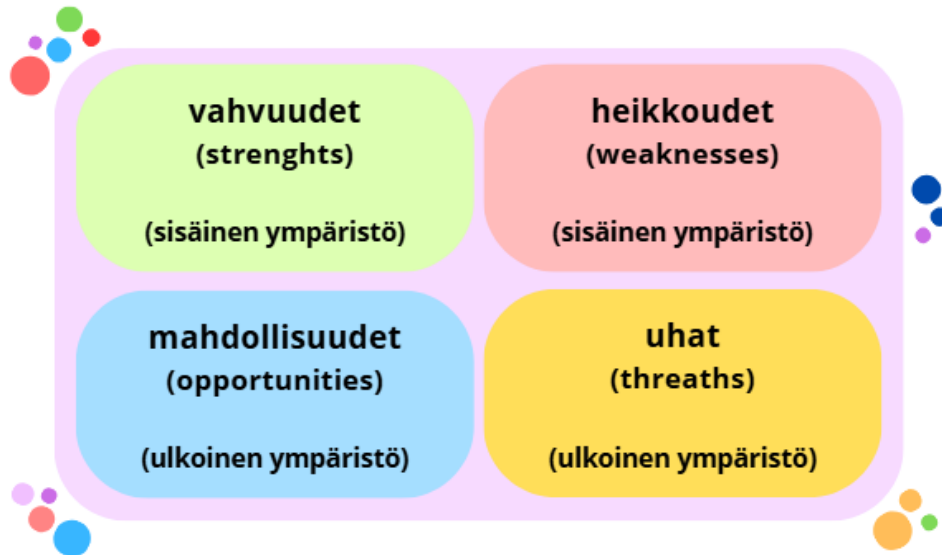 vahvuudet
(strenghts)
(sisäinen ympäristö)
heikkoudet
(weaknesses)
(sisäinen ympäristö)
mahdollisuudet
(opportunities)
(ulkoinen ympäristö)
uhat
(threaths)
(ulkoinen ympäristö)